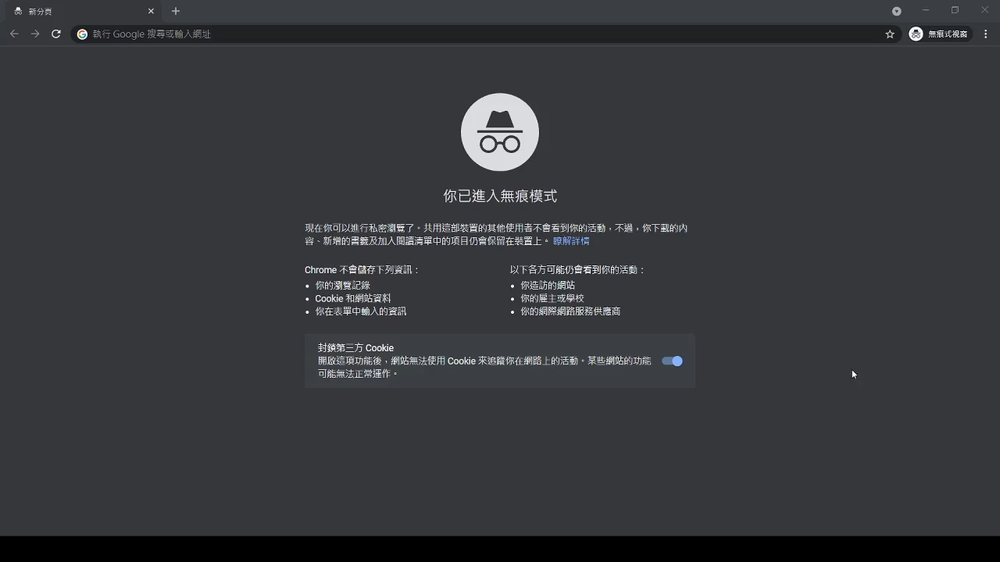 新分頁
執行 Google 搜尋或輸入網址
無痕式視窗
你已進入無痕模式
現在你可以進行私密瀏覽了。共用這部裝置的其他使用者不會看到你的活動，不過，你下載的內
容、新增的書籤及加入閱讀清單中的項目仍會保留在裝置上。 瞭解詳情
Chrome 不會儲存下列資訊：
你的瀏覽記錄
Cookie 和網站資料
你在表單中輸入的資訊
以下各方可能仍會看到你的活動：
你造訪的網站
你的雇主或學校
你的網際網路服務供應商
封鎖第三方 Cookie
開啟這項功能後，網站無法使用 Cookie 來追蹤你在網路上的活動。某些網站的功能
可能無法正常運作。